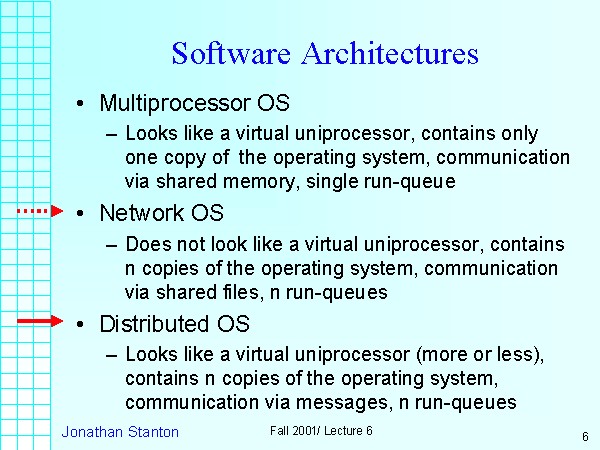 Software Architectures
• Multiprocessor OS
– Looks like a virtual uniprocessor, contains only
one copy of the operating system, communication
via shared memory, single run-queue
• Network OS
– Does not look like a virtual uniprocessor, contains
n copies of the operating system, communication
via shared files, n run-queues
• Distributed OS
– Looks like a virtual uniprocessor (more or less),
contains n copies of the operating system,
communication via messages, n run-queues
Jonathan Stanton Fall 2001/ Lecture 6 6